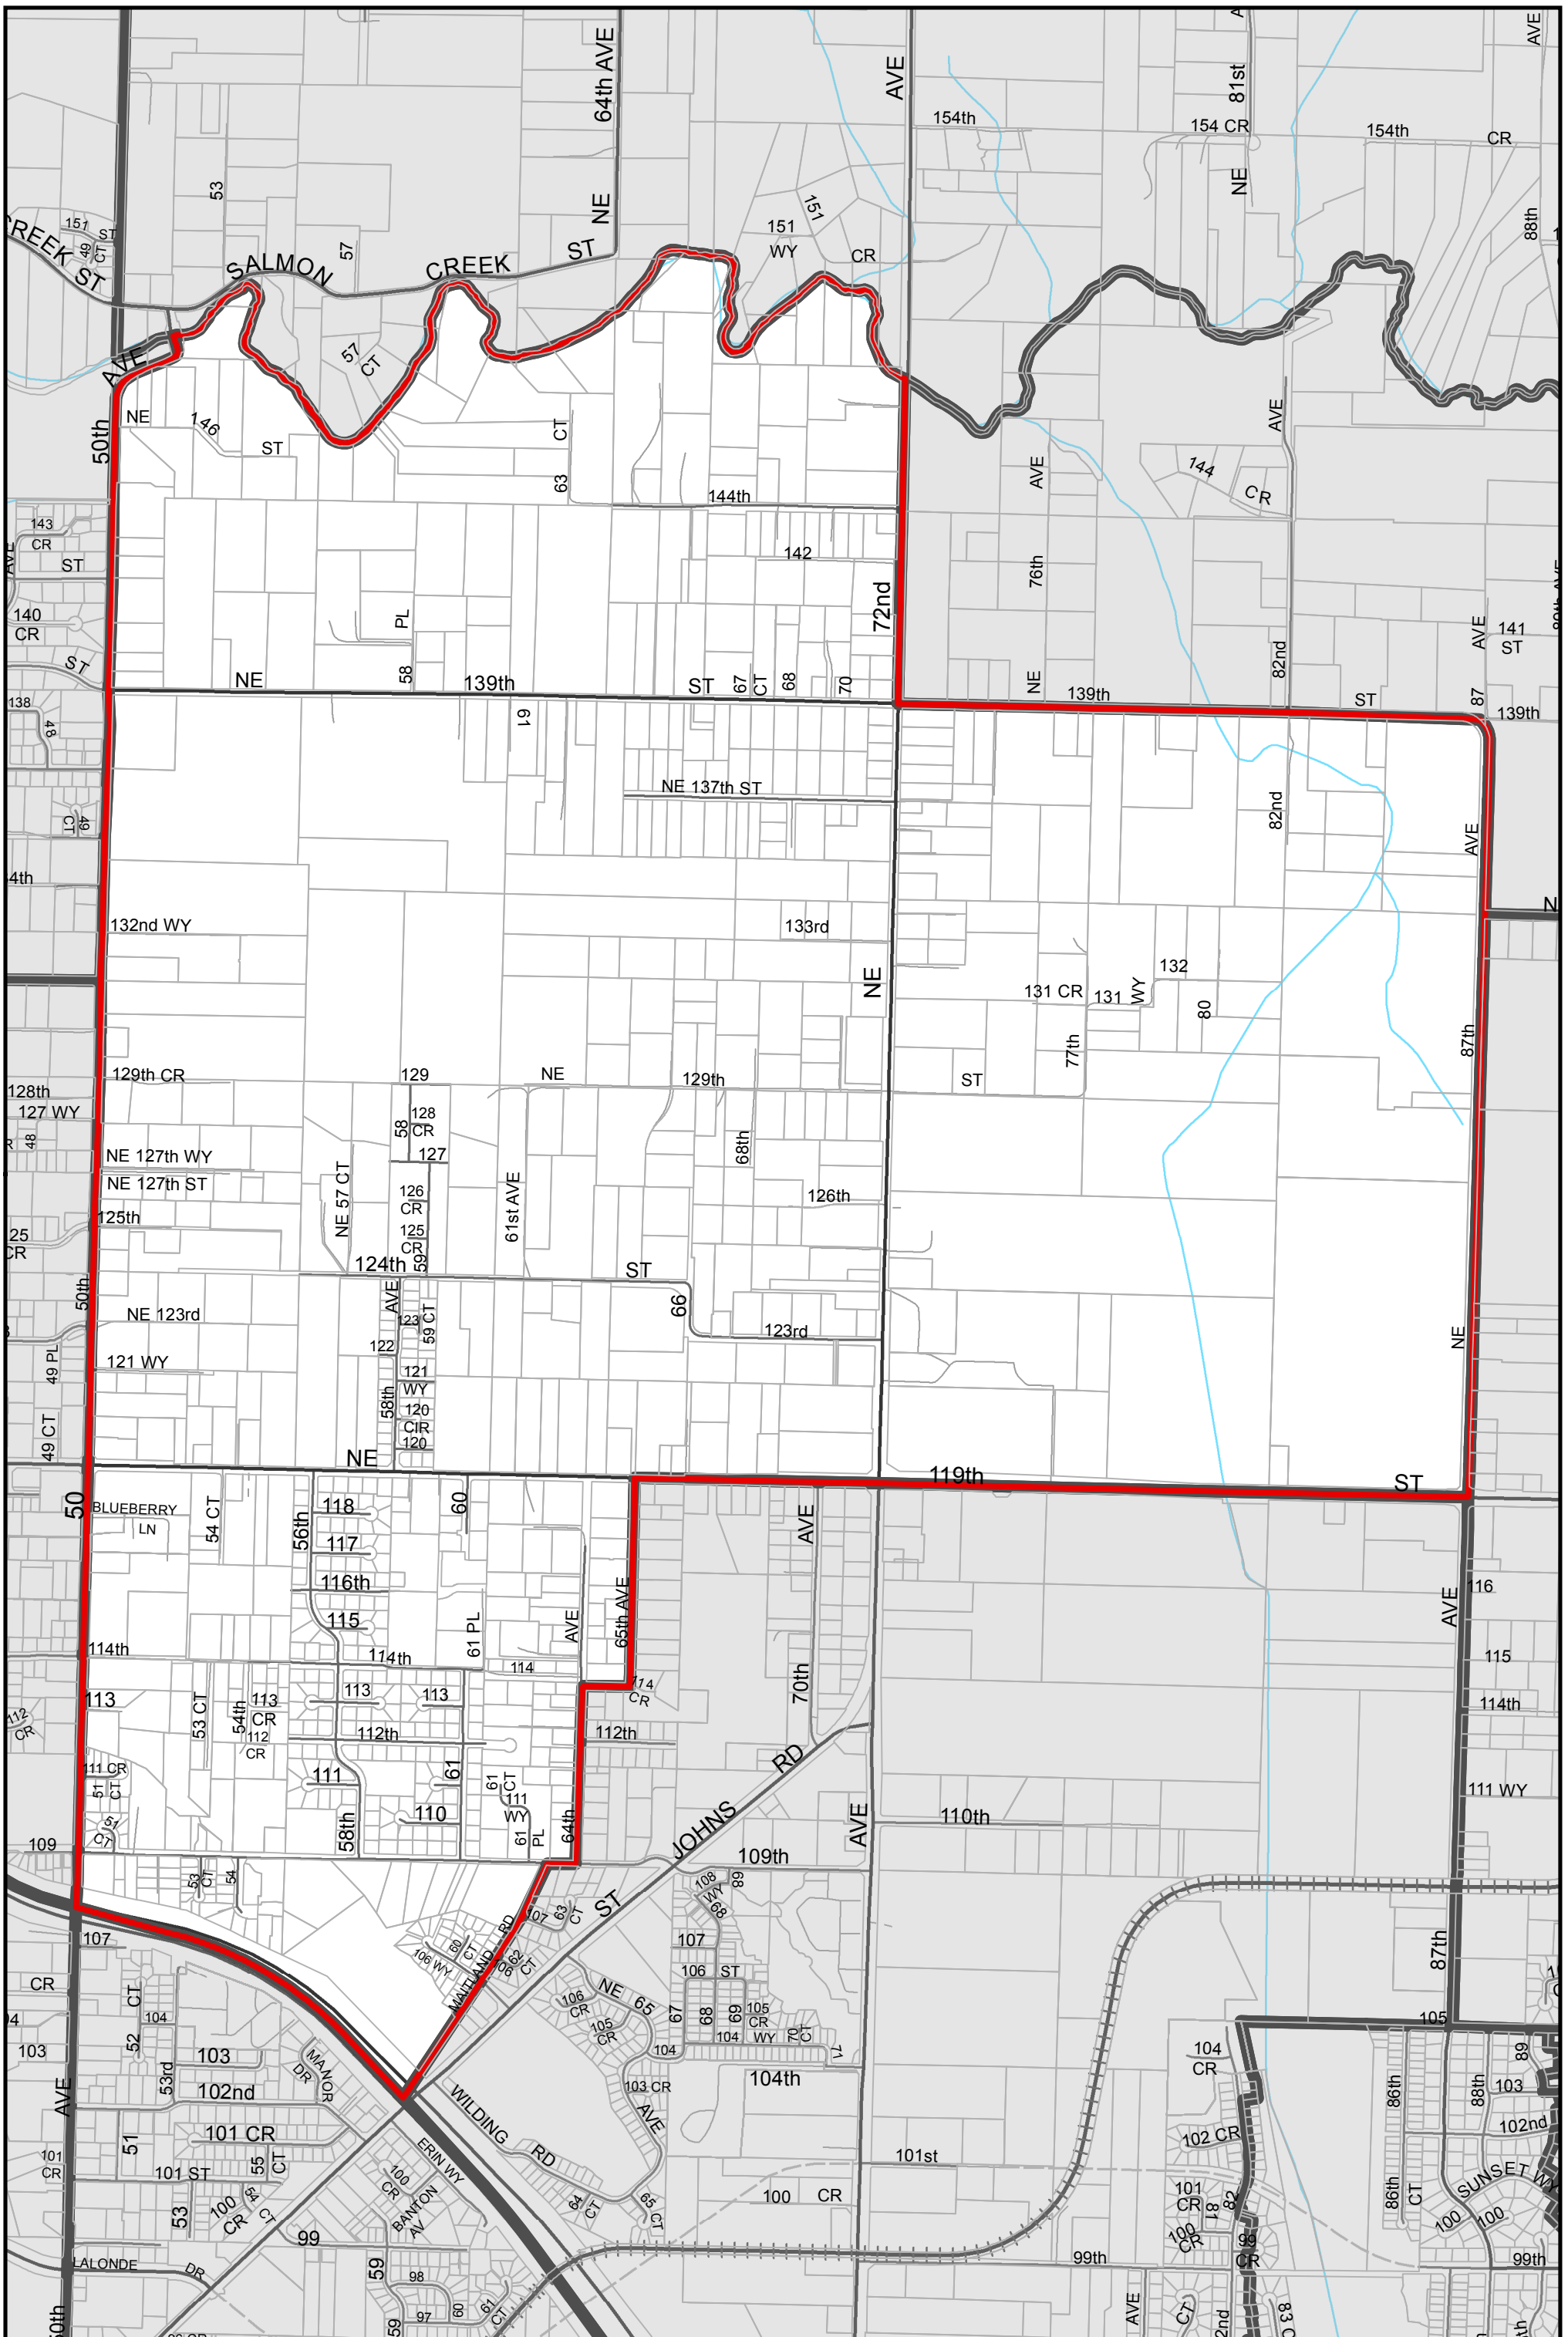 64th AVE
NE
AVE
81st
NE
AVE
154th
154 CR
154th
CR
88th
53
57
151
ST
49
CT
CREEK ST
SALMON
CREEK
ST
151
151
WY
CR
57
CT
AVE
50th
NE
146
ST
CT
63
144th
142
72nd
AVE
76th
NE
AVE
82nd
144
CR
AVE
87
141
ST
139th
143
CR
ST
140
CR
ST
138
48
49
CT
PL
58
NE
139th
ST
67
CT
68
70
139th
ST
61
NE 137th ST
82nd
AVE
132nd WY
133rd
NE
131 CR
131
WY
132
80
77th
87th
129th CR
129
NE
129th
ST
128th
127 WY
48
58
128
CR
127
68th
NE 127th WY
NE 127th ST
NE 57 CT
126
CR
125
CR
59
61st AVE
126th
125th
124th
ST
50th
NE 123rd
AVE
123
59 CT
66
123rd
NE
49 PL
121 WY
122
121
WY
58th
120
CIR
120
49 CT
NE
119th
ST
50
BLUEBERRY
LN
54 CT
56th
118
60
117
116th
115
61 PL
AVE
65th AVE
AVE
70th
AVE
116
115
114th
114th
114th
114
114
CR
113
53 CT
54th
113
CR
112
CR
113
113
112th
112th
112
CR
111 CR
51
CT
51
CT
111
61
110
58th
61
CT
111
WY
61
PL
64th
RD
JOHNS
ST
AVE
110th
111 WY
109
109th
53
CT
54
107
63
CT
108
WY
68
68
107
60
CT
106 WY
MAITLAND
RD
106
62
CT
107
CR
106
ST
NE
65
106
CR
105
CR
67
68
69
105
CR
104
WY
70
CT
71
87th
105
CT
52
104
103
53rd
103
102nd
MANOR
DR
AVE
104
103 CR
AVE
104th
104
CR
102 CR
86th
88th
89
103
102nd
51
101 CR
101
CR
101 ST
55
CT
53
100
CR
54
CT
ERIN WY
WILDING
RD
100
CR
BANTON
AV
64
CT
65
CT
100
CR
101st
101
CR
81
82
100
CR
99
CR
86th
CT
SUNSET WY
100
100
99th
LALONDE
DR
99
59
98
97
60
61
CT
59
99th
AVE
CT